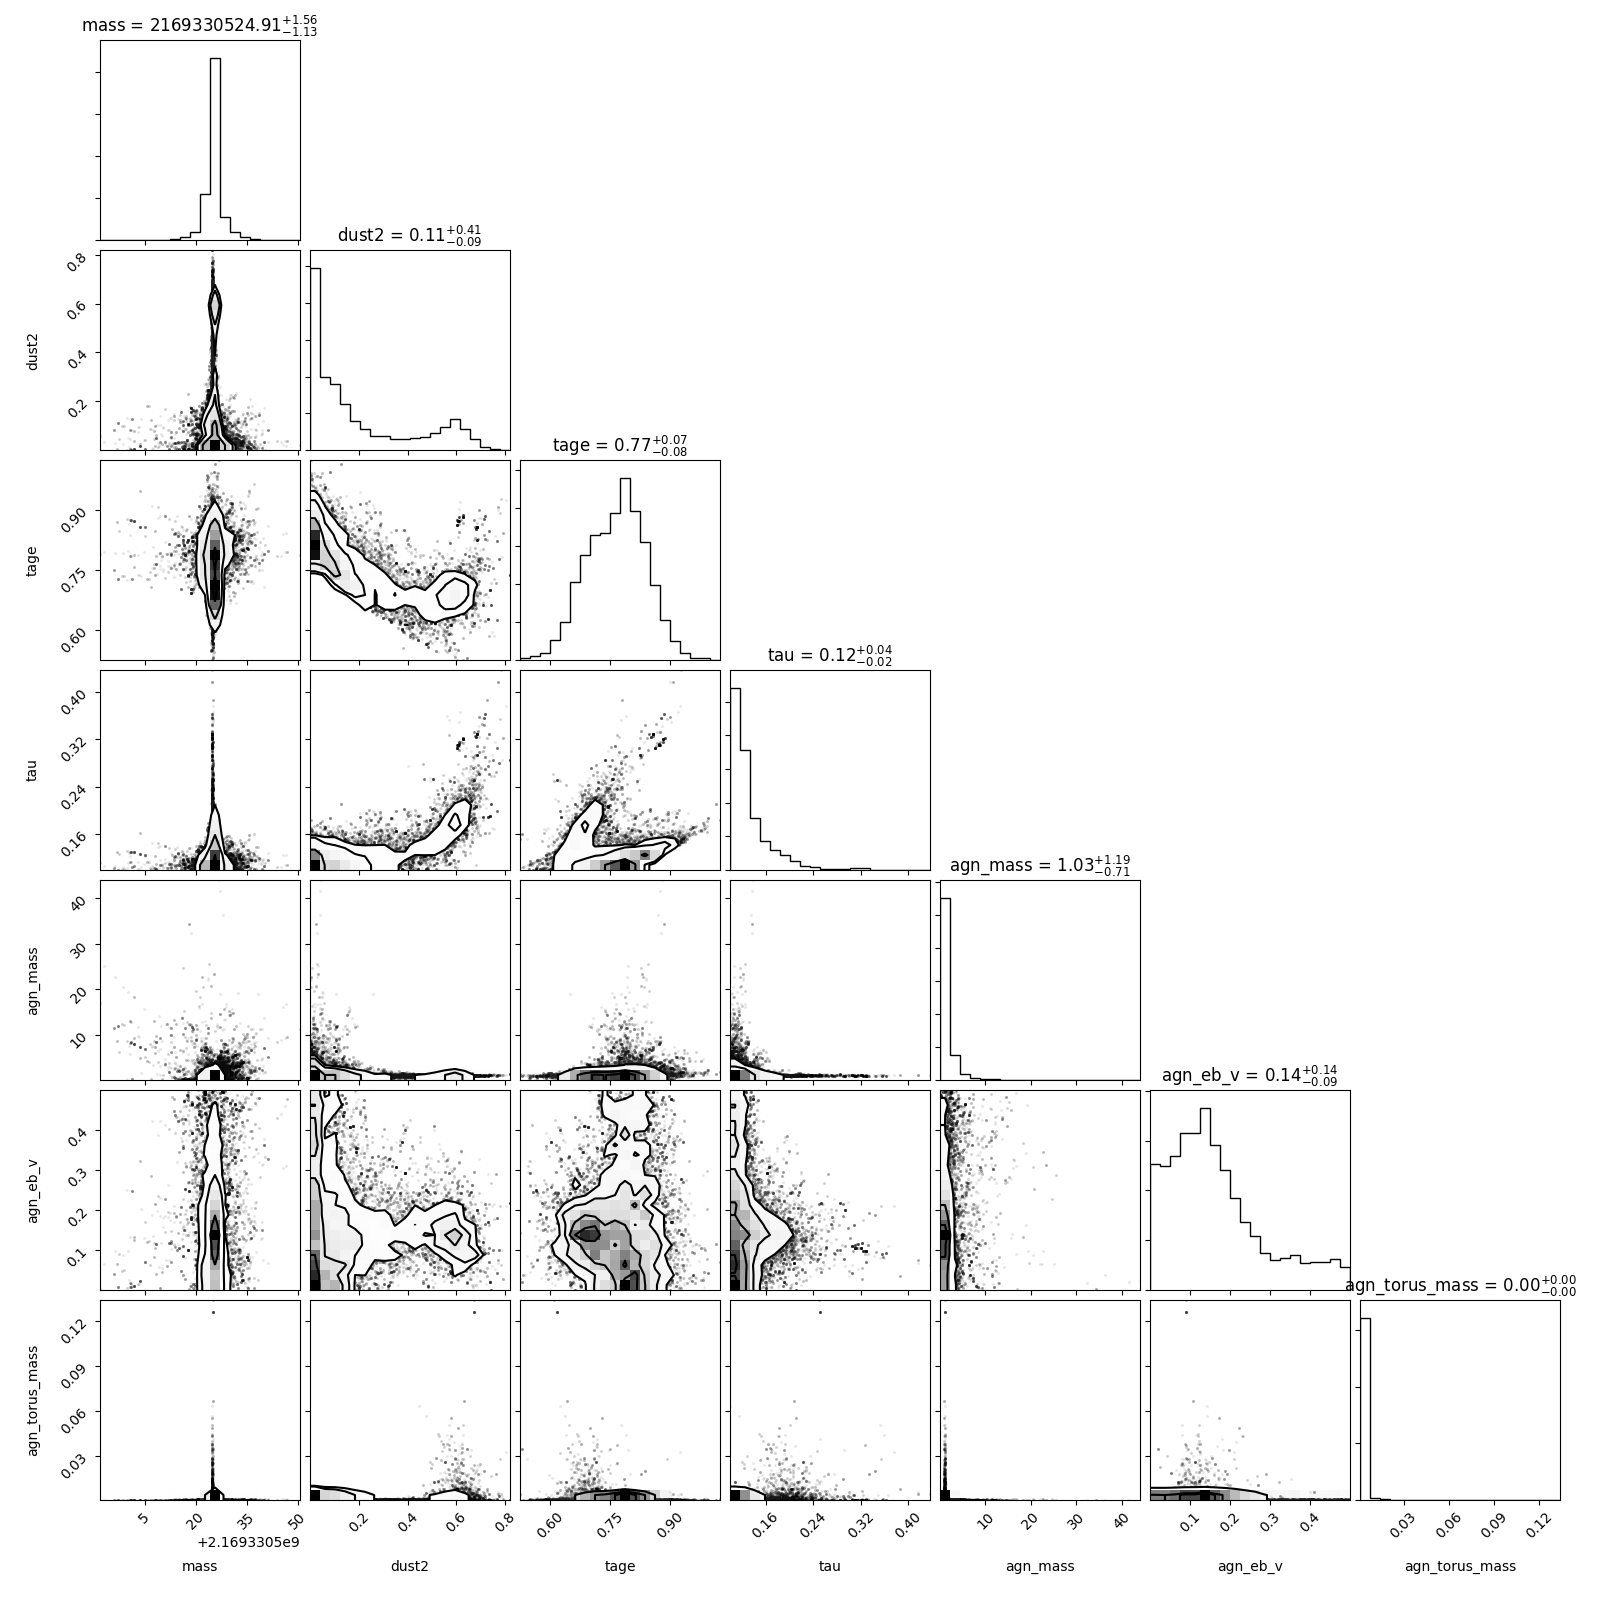 mass = 2169330524.91+1.56 −1.13
dust2 = 0.11+0.41 −0.09
0.8
0.6
0.4
0.2
dust2
tage = 0.77+0.07 −0.08
0.90
0.75
0.60
tage
tau = 0.12+0.04 −0.02
0.40
0.32
0.24
0.16
tau
agn_mass = 1.03+1.19 −0.71
40
30
20
10
agn_mass
agn_eb_v = 0.14+0.14 −0.09
0.4
0.3
0.2
0.1
agn_eb_v
agn_torus_mass = 0.00+0.00 −0.00
0.12
0.09
0.06
0.03
agn_torus_mass
5 20 35 50 0.2 0.4 0.6 0.8 0.60 0.75 0.90 0.16 0.24 0.32 0.40 10 20 30 40 0.1 0.2 0.3 0.4 0.03 0.06 0.09 0.12
+2.1693305e9
mass dust2 tage tau agn_mass agn_eb_v agn_torus_mass